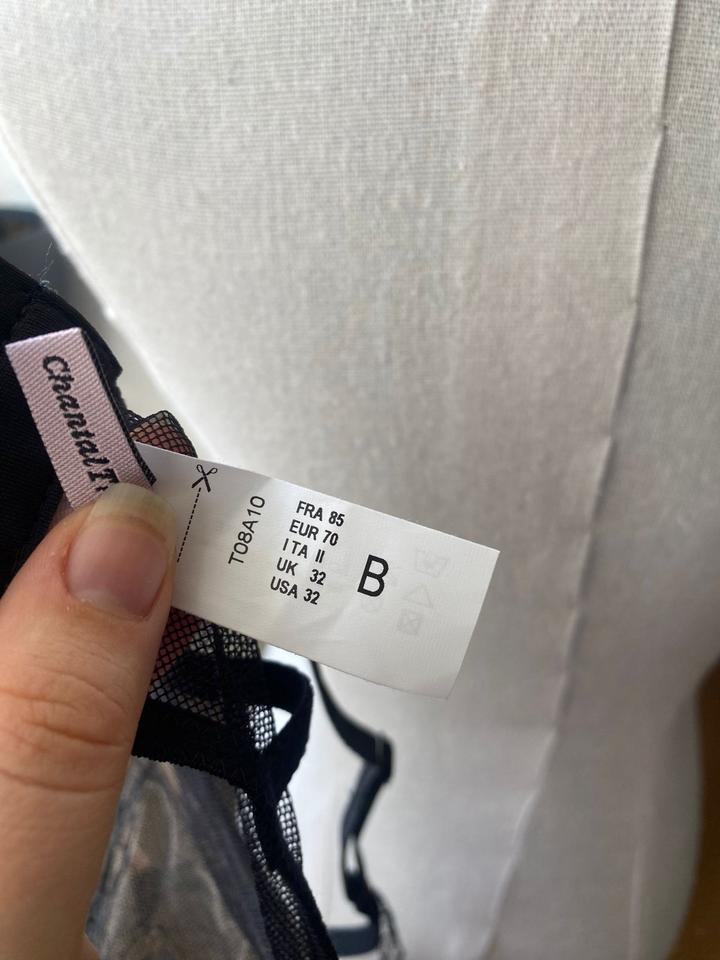 Chantal T
T08A10
FRA 85
EUR 70
ITA II
UK 32
USA 32
B